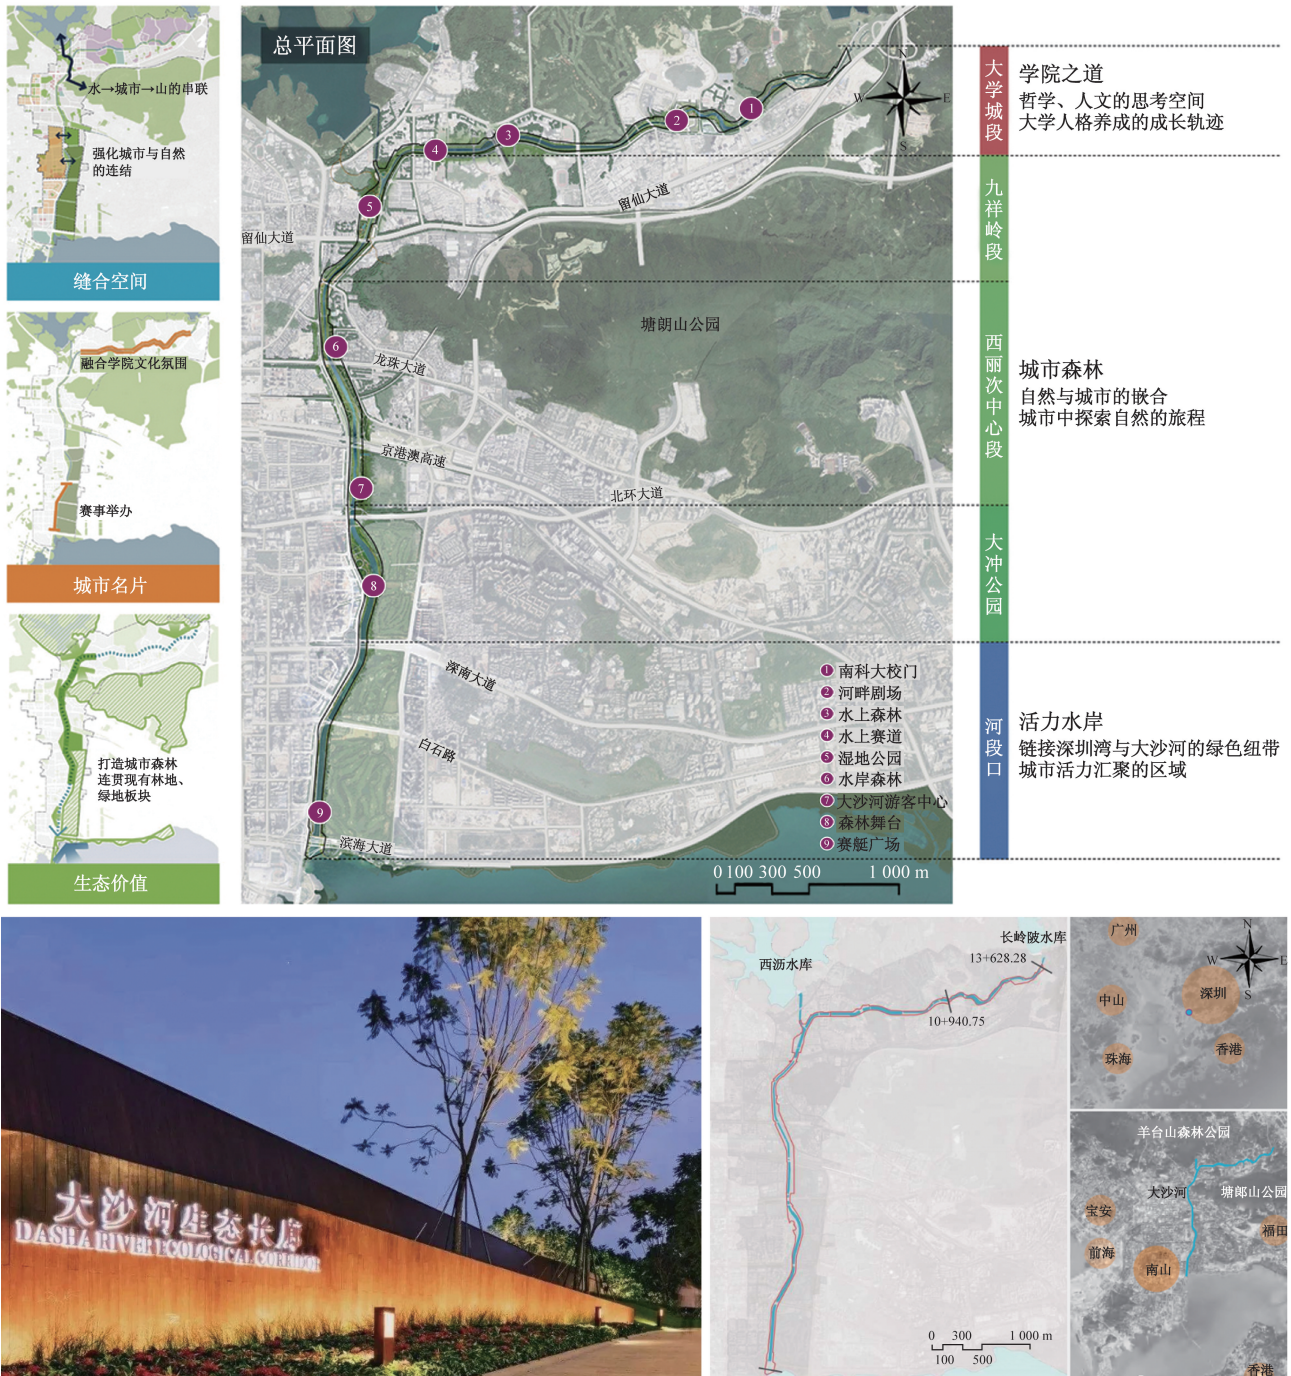 水→城市→山的串联
强化城市与自然
的连结
缝合空间
融合学院文化氛围
赛事举办
城市名片
打造城市森林
连贯现有林地、
绿地板块
生态价值
总平面图
N
W
E
S
1
2
3
4
5
6
7
8
9
留仙大道
留仙大道
塘朗山公园
龙珠大道
京港澳高速
北环大道
深南大道
白石路
滨海大道
1 南科大校门
2 河畔剧场
3 水上森林
4 水上赛道
5 湿地公园
6 水岸森林
7 大沙河游客中心
8 森林舞台
9 赛艇广场
0 100 300 500 1 000 m
大学城段
学院之道
哲学、人文的思考空间
大学人格养成的成长轨迹
九祥岭段
西丽次中心段
城市森林
自然与城市的嵌合
城市中探索自然的旅程
大冲公园
河段口
活力水岸
链接深圳湾与大沙河的绿色纽带
城市活力汇聚的区域
大沙河生态长廊
DASHA RIVER ECOLOGICAL CORRIDOR
长岭陂水库
13+628.28
西沥水库
10+940.75
0 300 1 000 m
100 500
广州
N
W
E
S
深圳
中山
珠海
香港
羊台山森林公园
大沙河
塘郎山公园
宝安
福田
前海
南山
香港